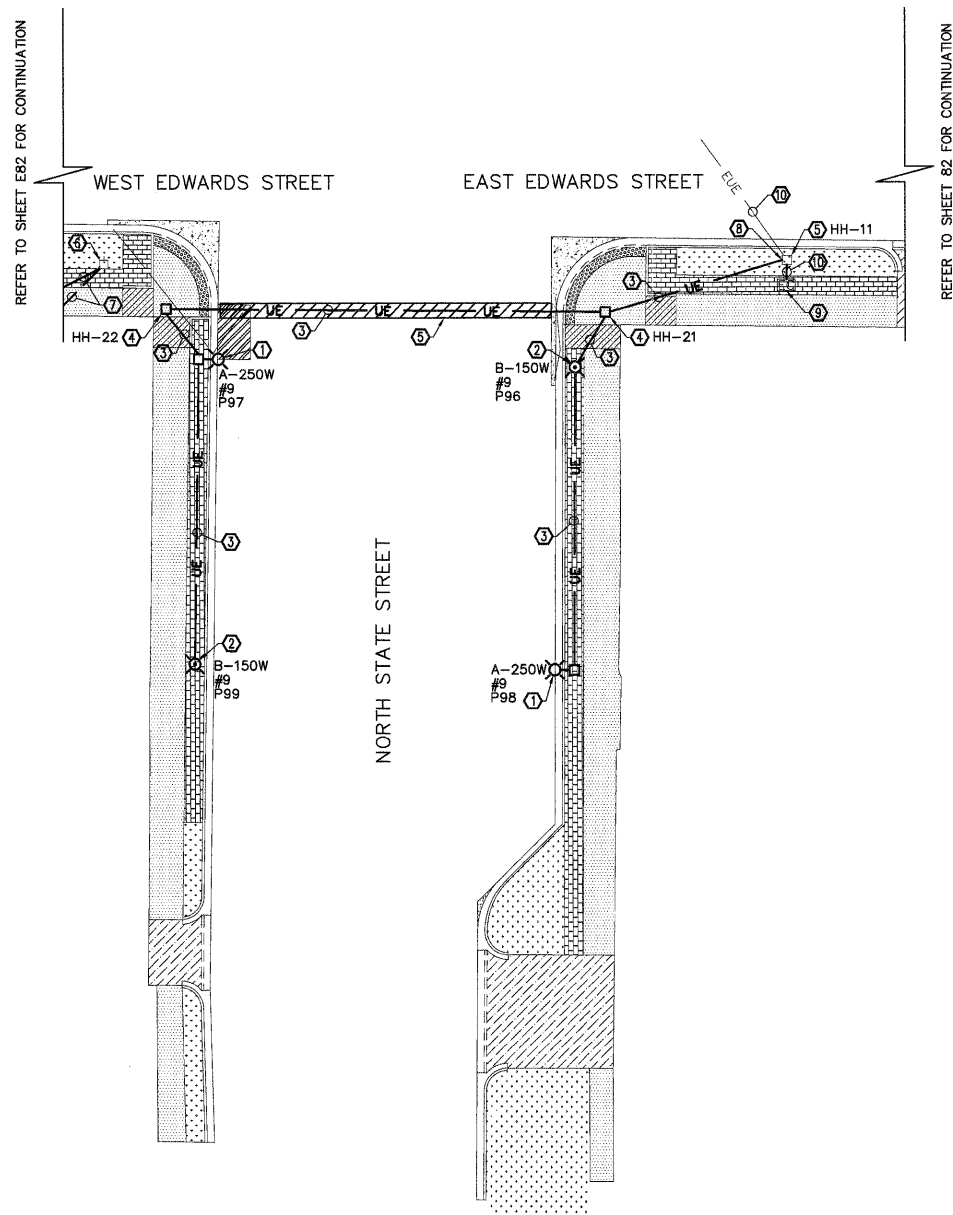 REFER TO SHEET E82 FOR CONTINUATION
REFER TO SHEET 82 FOR CONTINUATION
WEST EDWARDS STREET
EAST EDWARDS STREET
EUE
10
8
5 HH-11
6
3
10
7
UE
9
UE
UE
UE
3
5
HH-22 4
4 HH-21
3
1
2
3
A-250W
#9
P97
B-150W
#9
P96
UE
UE
3
3
UE
UE
NORTH STATE STREET
2
B-150W
#9
P99
A-250W
#9
P98 1